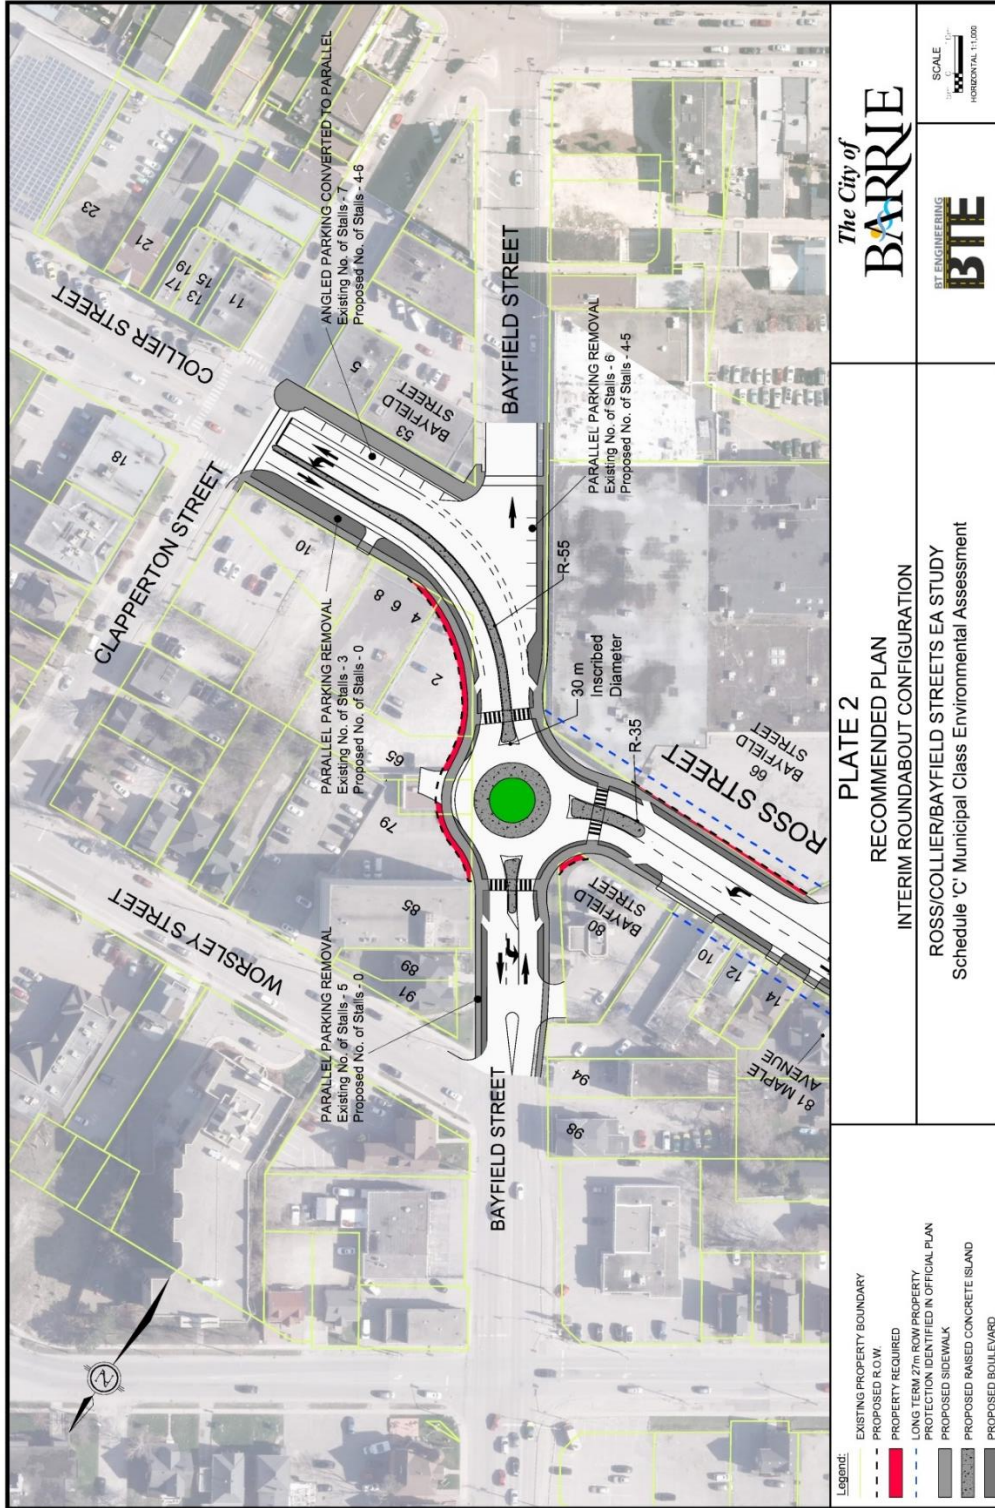 COLLIER STREET
CLAPPERTON STREET
WORSLEY STREET
BAYFIELD STREET
BAYFIELD STREET
ROSS STREET
23
21
13 17
15 19
11
5
53
BAYFIELD
STREET
18
10
4 6 8
2
65
79
85
89
91
80
BAYFIELD
STREET
66
BAYFIELD
STREET
10
12
14
81 MAPLE
AVENUE
94
98
ANGLED PARKING CONVERTED TO PARALLEL
Existing No. of Stalls - 7
Proposed No. of Stalls - 4-6
PARALLEL PARKING REMOVAL
Existing No. of Stalls - 6
Proposed No. of Stalls - 4-5
PARALLEL PARKING REMOVAL
Existing No. of Stalls - 3
Proposed No. of Stalls - 0
PARALLEL PARKING REMOVAL
Existing No. of Stalls - 5
Proposed No. of Stalls - 0
R-55
30 m
Inscribed
Diameter
R-35
N
Legend:
EXISTING PROPERTY BOUNDARY
PROPOSED R.O.W.
PROPERTY REQUIRED
LONG TERM 27m ROW PROPERTY
PROTECTION IDENTIFIED IN OFFICIAL PLAN
PROPOSED SIDEWALK
PROPOSED RAISED CONCRETE ISLAND
PROPOSED BOULEVARD
PLATE 2
RECOMMENDED PLAN
INTERIM ROUNDABOUT CONFIGURATION
ROSS/COLLIER/BAYFIELD STREETS EA STUDY
Schedule 'C' Municipal Class Environmental Assessment
The City of
BARRIE
BT ENGINEERING
BTE
SCALE
HORIZONTAL 1:1,000